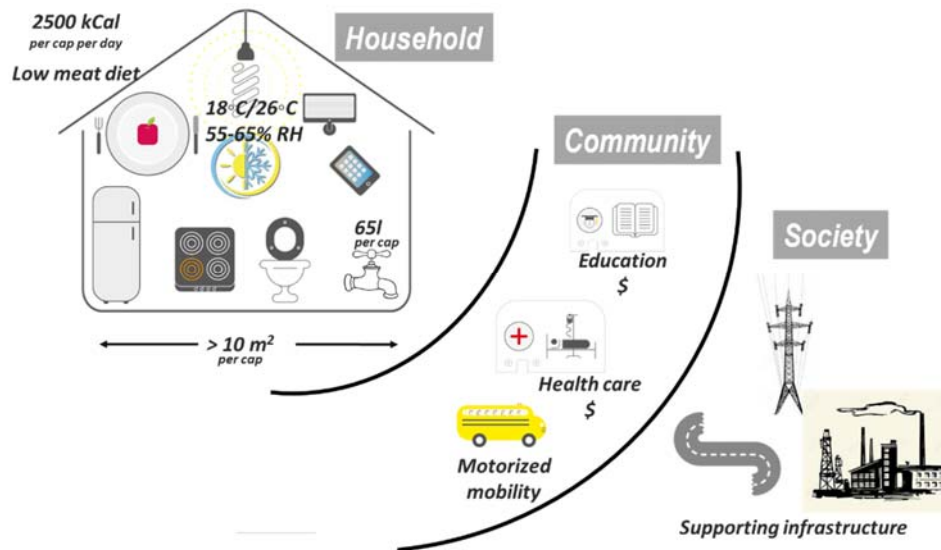 2500 kCal
per cap per day
Low meat diet
Household
18°C/26°C
55-65% RH
65l
per cap
> 10 m²
per cap
Community
Education
$
Health care
$
Motorized
mobility
Society
Supporting infrastructure